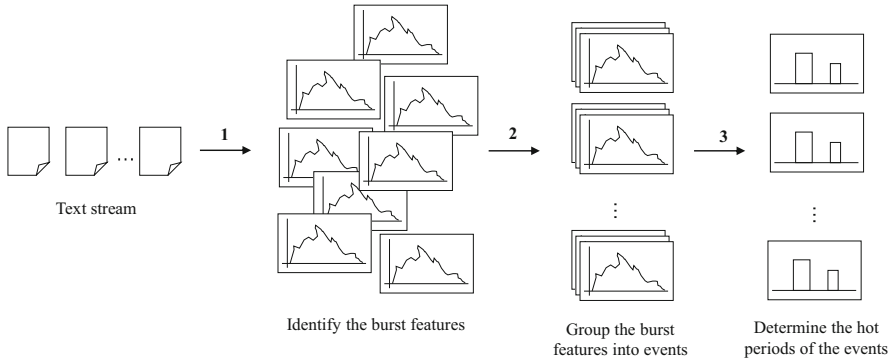 1
2
3
...
Text stream
Identify the burst features
Group the burst
features into events
Determine the hot
periods of the events